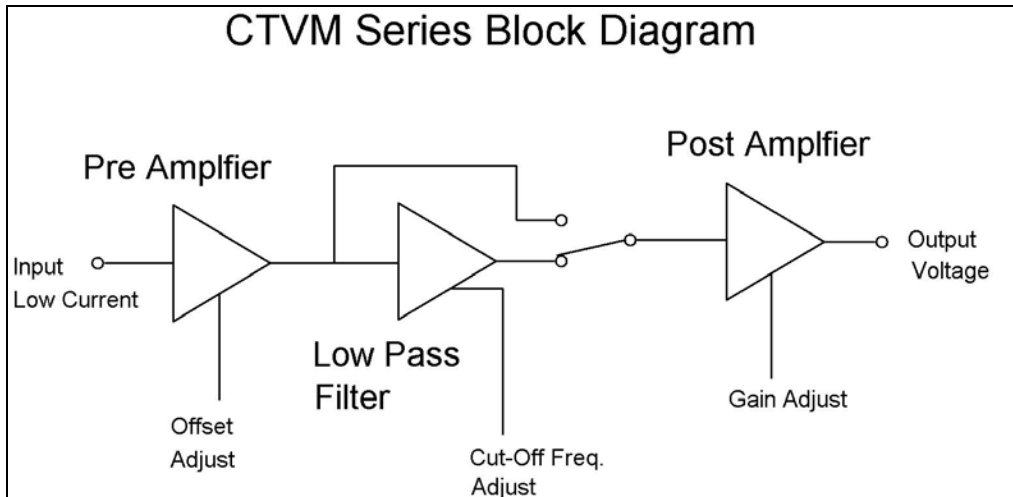 CTVM Series Block Diagram
Pre Amplfier
Post Amplfier
Input
Low Current
Output
Voltage
Low Pass
Filter
Offset
Adjust
Gain Adjust
Cut-Off Freq.
Adjust